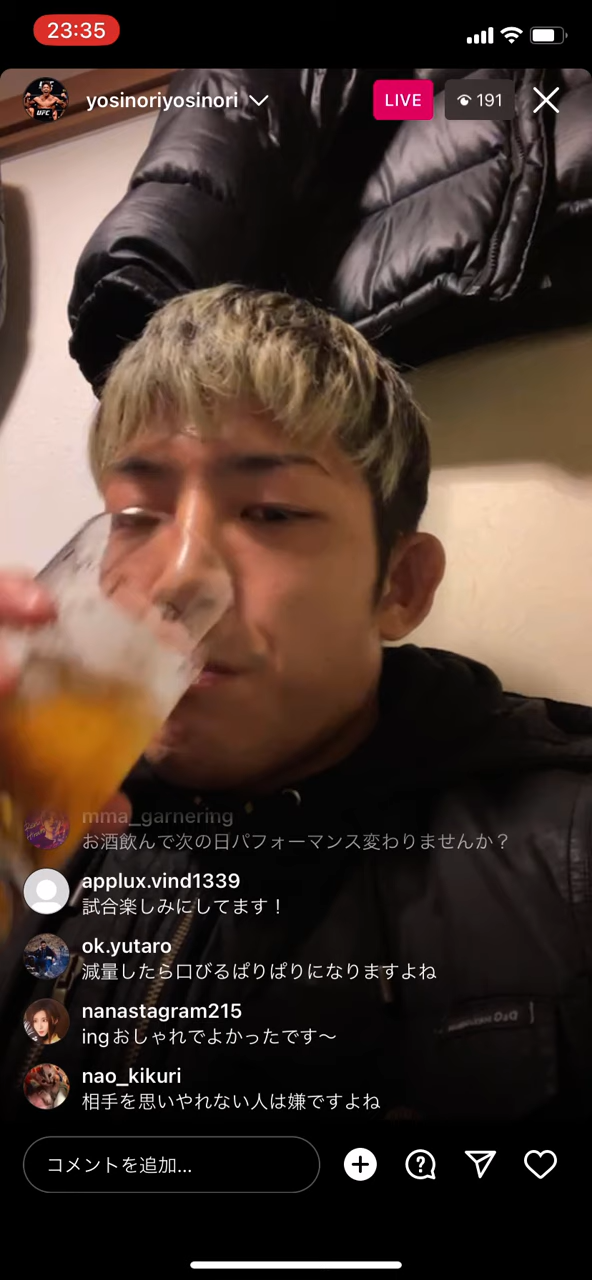 23:35
yosinoriyosinori
LIVE
191
UFC
mma_garnering
お酒飲んで次の日パフォーマンス変わりませんか？
applux.vind1339
試合楽しみにしてます！
ok.yutaro
減量したら口びるぱりぱりになりますよね
nanastagram215
ingおしゃれでよかったです〜
nao_kikuri
相手を思いやれない人は嫌ですよね
コメントを追加...